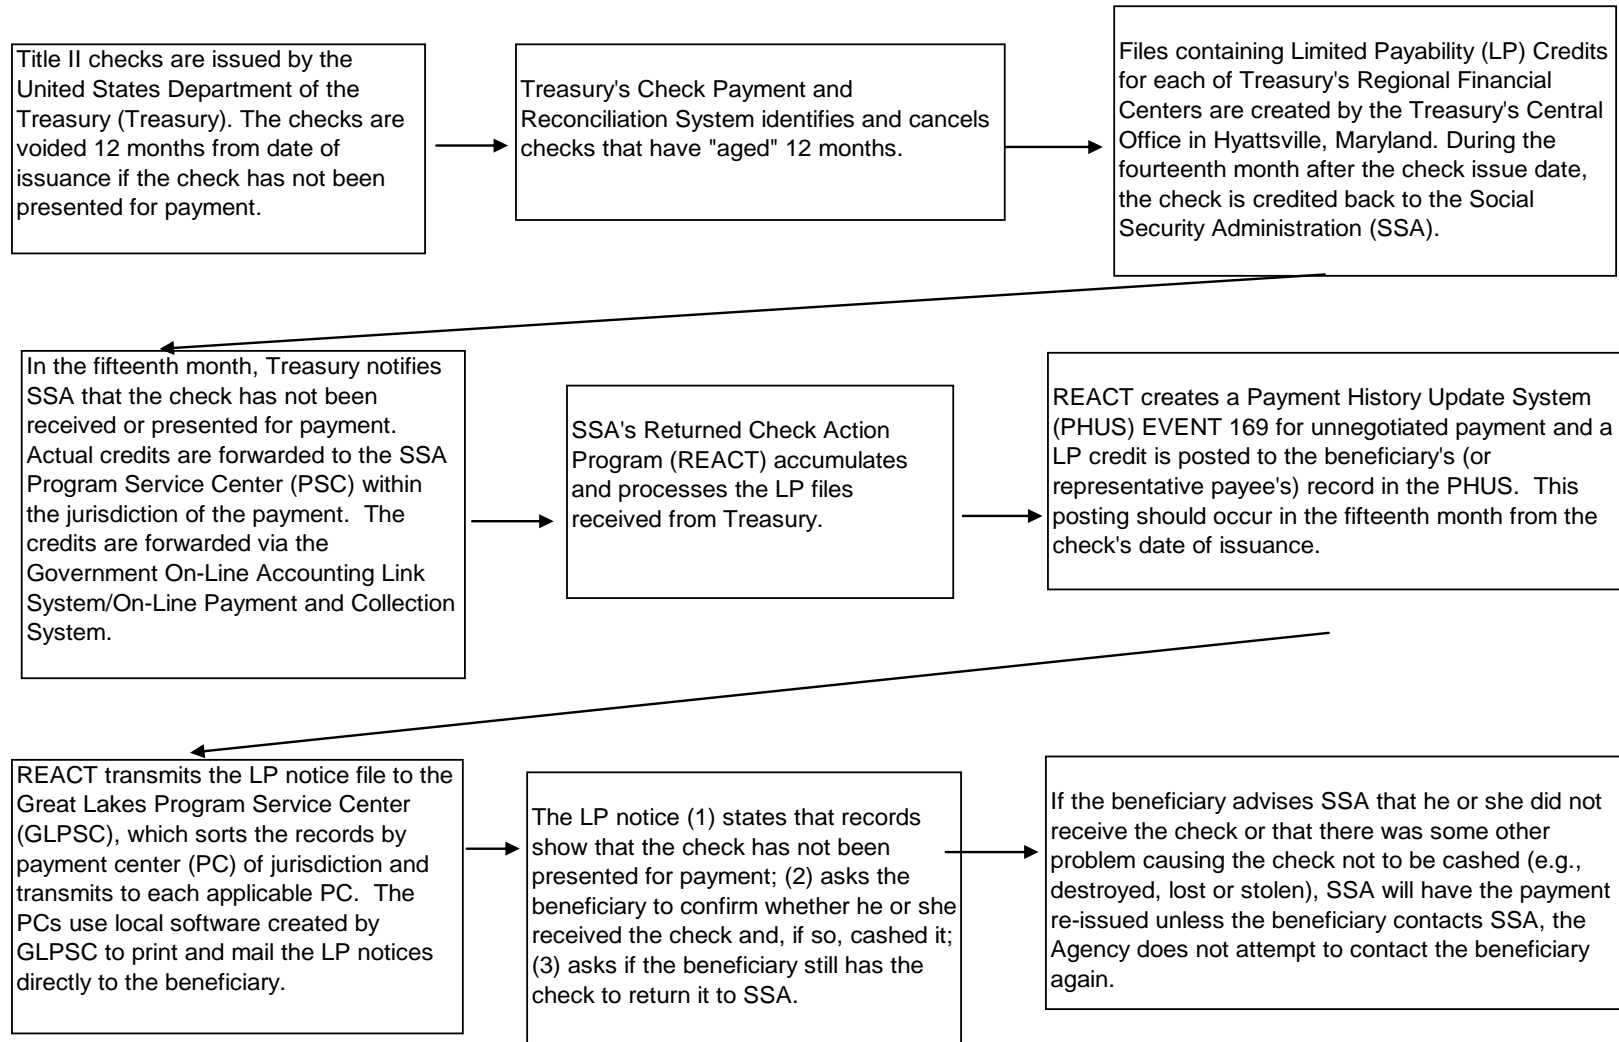 Title II checks are issued by the
United States Department of the
Treasury (Treasury). The checks are
voided 12 months from date of
issuance if the check has not been
presented for payment.
Treasury's Check Payment and
Reconciliation System identifies and cancels
checks that have "aged" 12 months.
Files containing Limited Payability (LP) Credits
for each of Treasury's Regional Financial
Centers are created by the Treasury's Central
Office in Hyattsville, Maryland. During the
fourteenth month after the check issue date,
the check is credited back to the Social
Security Administration (SSA).
In the fifteenth month, Treasury notifies
SSA that the check has not been
received or presented for payment.
Actual credits are forwarded to the SSA
Program Service Center (PSC) within
the jurisdiction of the payment.  The
credits are forwarded via the
Government On-Line Accounting Link
System/On-Line Payment and Collection
System.
SSA's Returned Check Action
Program (REACT) accumulates
and processes the LP files
received from Treasury.
REACT creates a Payment History Update System
(PHUS) EVENT 169 for unnegotiated payment and a
LP credit is posted to the beneficiary's (or
representative payee's) record in the PHUS.  This
posting should occur in the fifteenth month from the
check's date of issuance.
REACT transmits the LP notice file to the
Great Lakes Program Service Center
(GLPSC), which sorts the records by
payment center (PC) of jurisdiction and
transmits to each applicable PC.  The
PCs use local software created by
GLPSC to print and mail the LP notices
directly to the beneficiary.
The LP notice (1) states that records
show that the check has not been
presented for payment; (2) asks the
beneficiary to confirm whether he or she
received the check and, if so, cashed it;
(3) asks if the beneficiary still has the
check to return it to SSA.
If the beneficiary advises SSA that he or she did not
receive the check or that there was some other
problem causing the check not to be cashed (e.g.,
destroyed, lost or stolen), SSA will have the payment
re-issued unless the beneficiary contacts SSA, the
Agency does not attempt to contact the beneficiary
again.